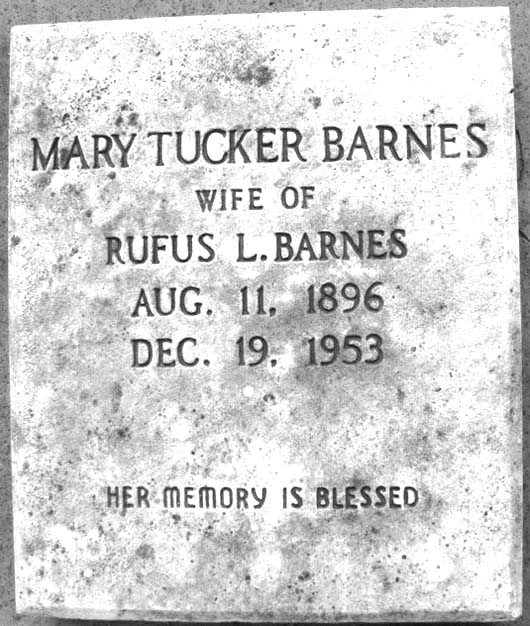 MARY TUCKER BARNES
WIFE OF
RUFUS L. BARNES
AUG. 11, 1896
DEC. 19, 1953
HER MEMORY IS BLESSED